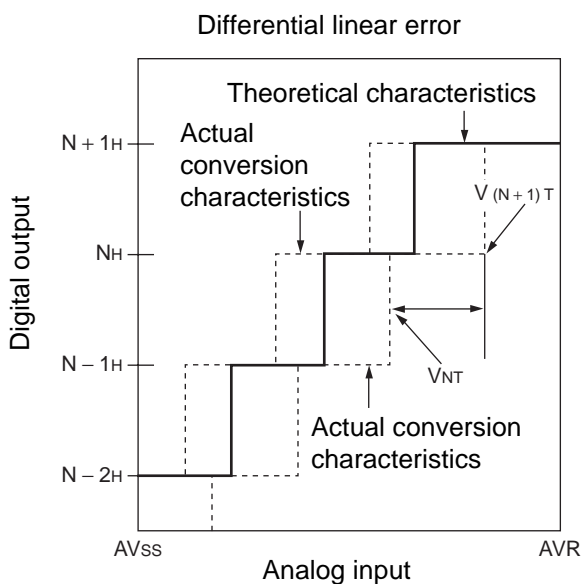 Differential linear error
Theoretical characteristics
N + 1H
Actual
conversion
characteristics
V (N + 1) T
NH
Digital output
N – 1H
VNT
Actual conversion
characteristics
N – 2H
AVSS
AVR
Analog input